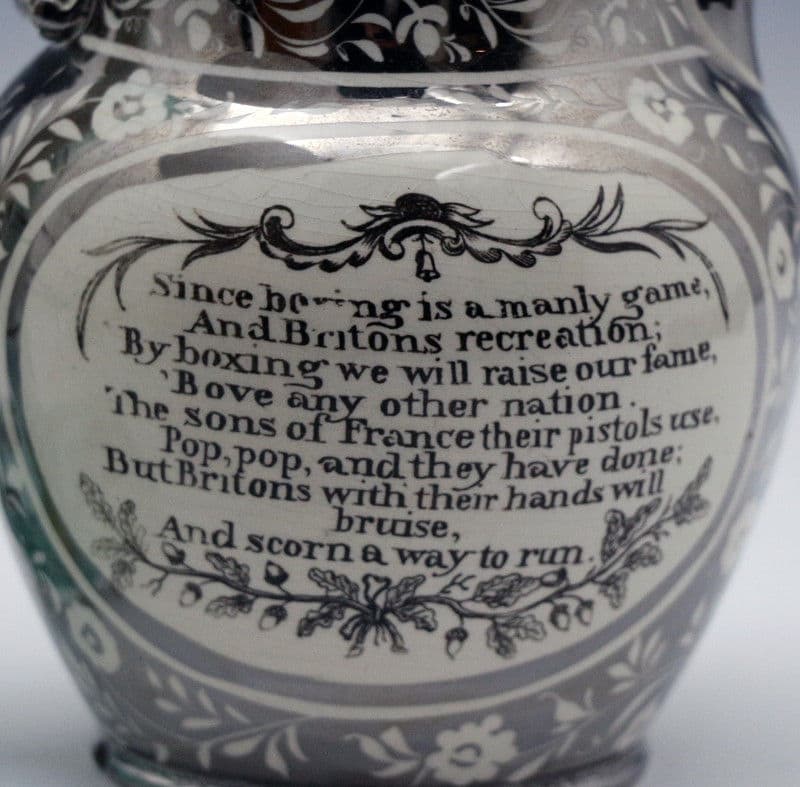 Since boxing is a manly game,
And Britons recreation;
By boxing we will raise our fame,
'Bove any other nation.
The sons of France their pistols use,
Pop, pop, and they have done;
But Britons with their hands will
bruise,
And scorn a way to run.